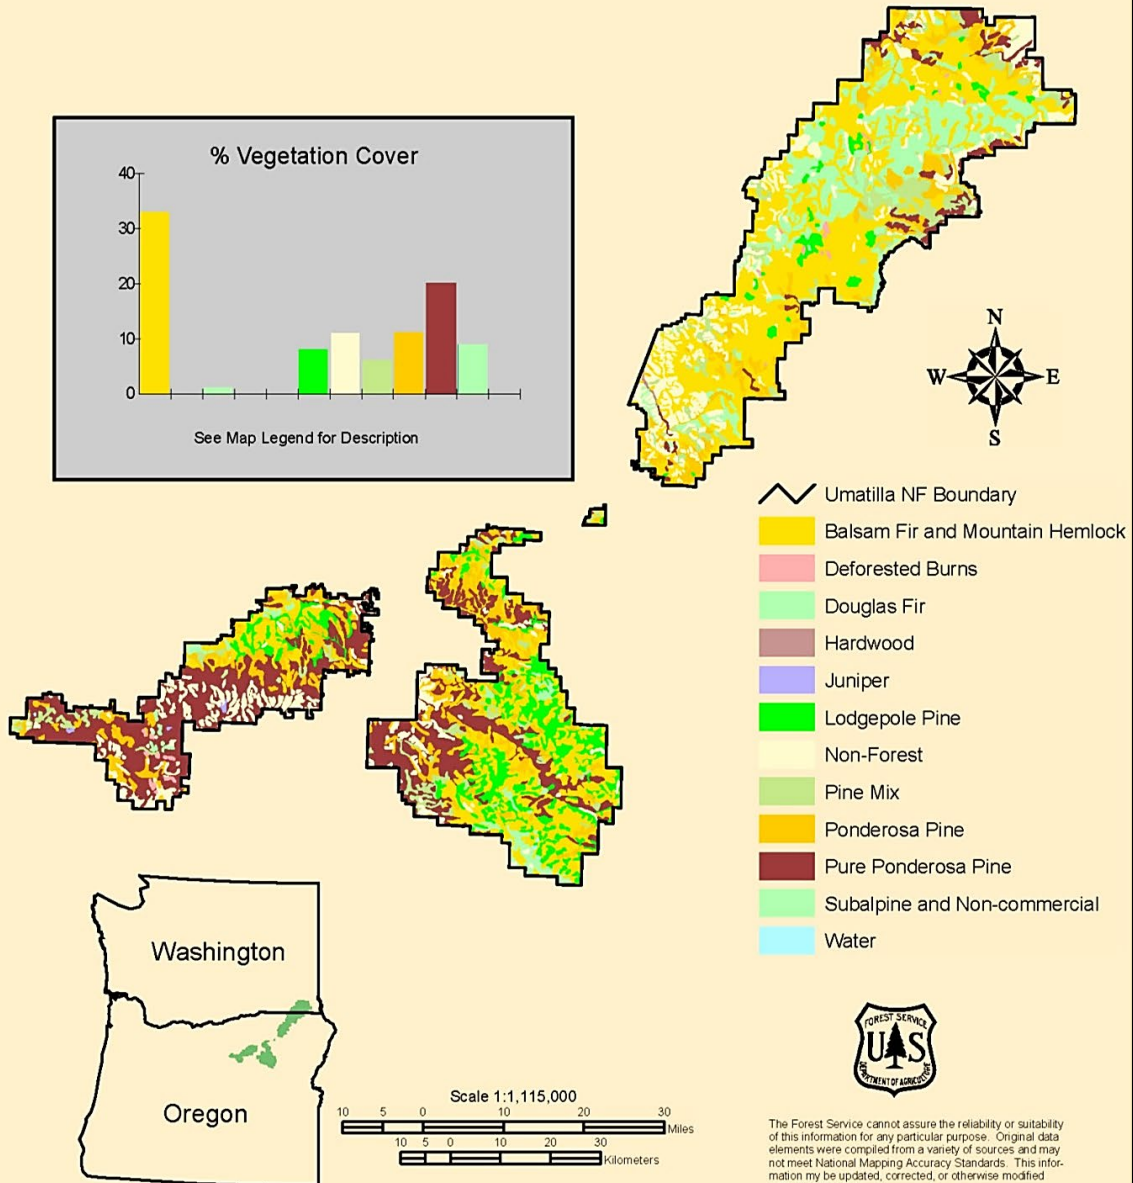 % Vegetation Cover
40
30
20
10
0
See Map Legend for Description
N
W E
S
Umatilla NF Boundary
Balsam Fir and Mountain Hemlock
Deforested Burns
Douglas Fir
Hardwood
Juniper
Lodgepole Pine
Non-Forest
Pine Mix
Ponderosa Pine
Pure Ponderosa Pine
Subalpine and Non-commercial
Water
Washington
Oregon
Scale 1:1,115,000
10 5 0 10 20 30
Miles
10 5 0 10 20 30
Kilometers
FOREST SERVICE
U S
DEPARTMENT OF AGRICULTURE
The Forest Service cannot assure the reliability or suitability
of this information for any particular purpose. Original data
elements were compiled from a variety of sources and may
not meet National Mapping Accuracy Standards. This infor-
mation my be updated, corrected, or otherwise modified